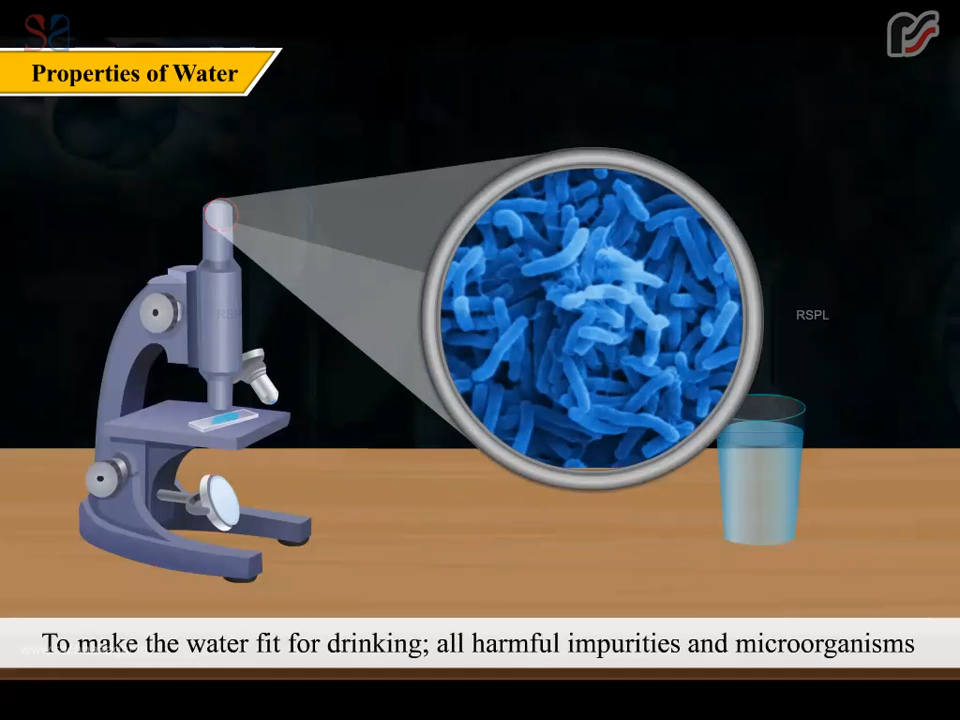 Properties of Water
RSPL
To make the water fit for drinking; all harmful impurities and microorganisms